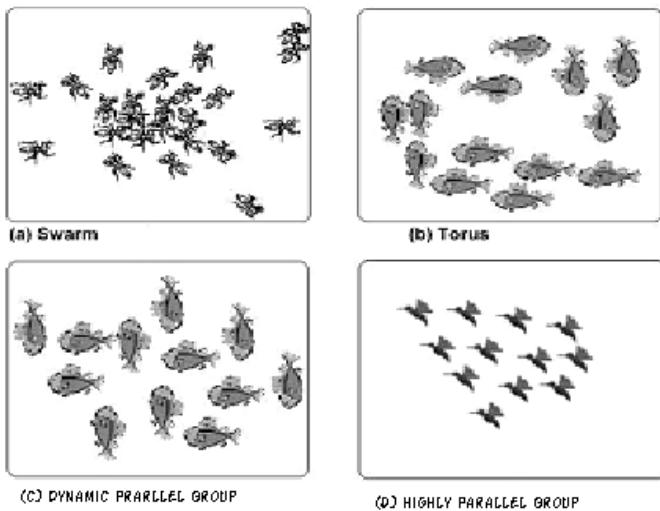 (a) Swarm
(b) Torus
(C) DYNAMIC PRARLLEL GROUP
(D) HIGHLY PARALLEL GROUP